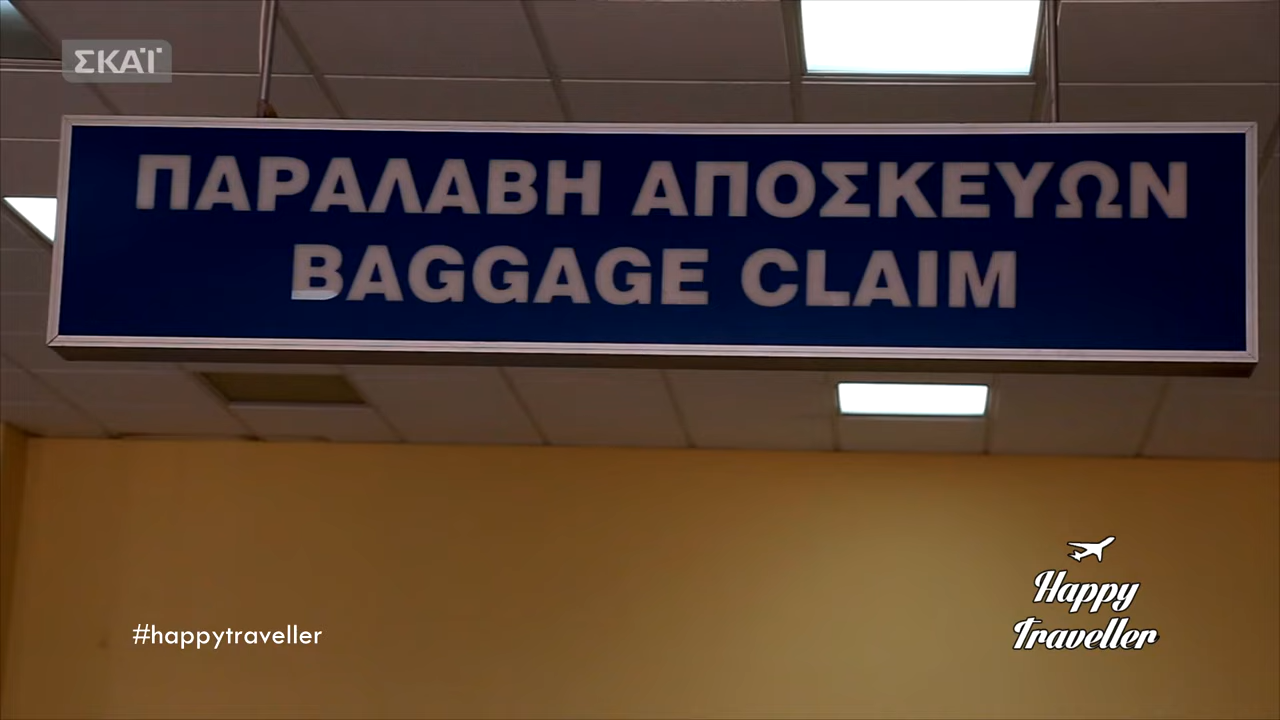 ΣΚΑΪ
ΠΑΡΑΛΑΒΗ ΑΠΟΣΚΕΥΩΝ
BAGGAGE CLAIM
#happytraveller
Happy
Traveller